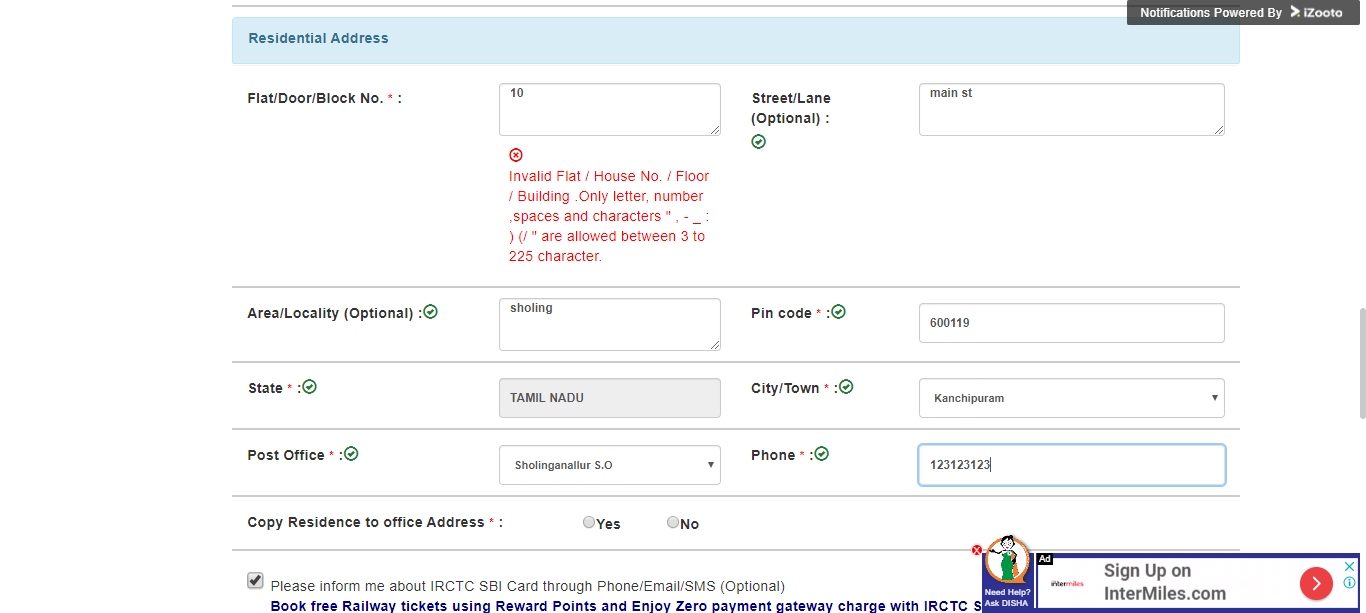 Notifications Powered By iZooto
Residential Address
Flat/Door/Block No. * :
10
Street/Lane
(Optional) :
main st
Invalid Flat / House No. / Floor
/ Building .Only letter, number
,spaces and characters " , - _ :
) (/ " are allowed between 3 to
225 character.
Area/Locality (Optional) :
sholing
Pin code * :
600119
State * :
TAMIL NADU
City/Town * :
Kanchipuram
Post Office * :
Sholinganallur S.O
Phone * :
123123123
Copy Residence to office Address * :
Yes
No
Please inform me about IRCTC SBI Card through Phone/Email/SMS (Optional)
Book free Railway tickets using Reward Points and Enjoy Zero payment gateway charge with IRCTC S
Need Help?
Ask DISHA
Ad
intermiles
Sign Up on
InterMiles.com